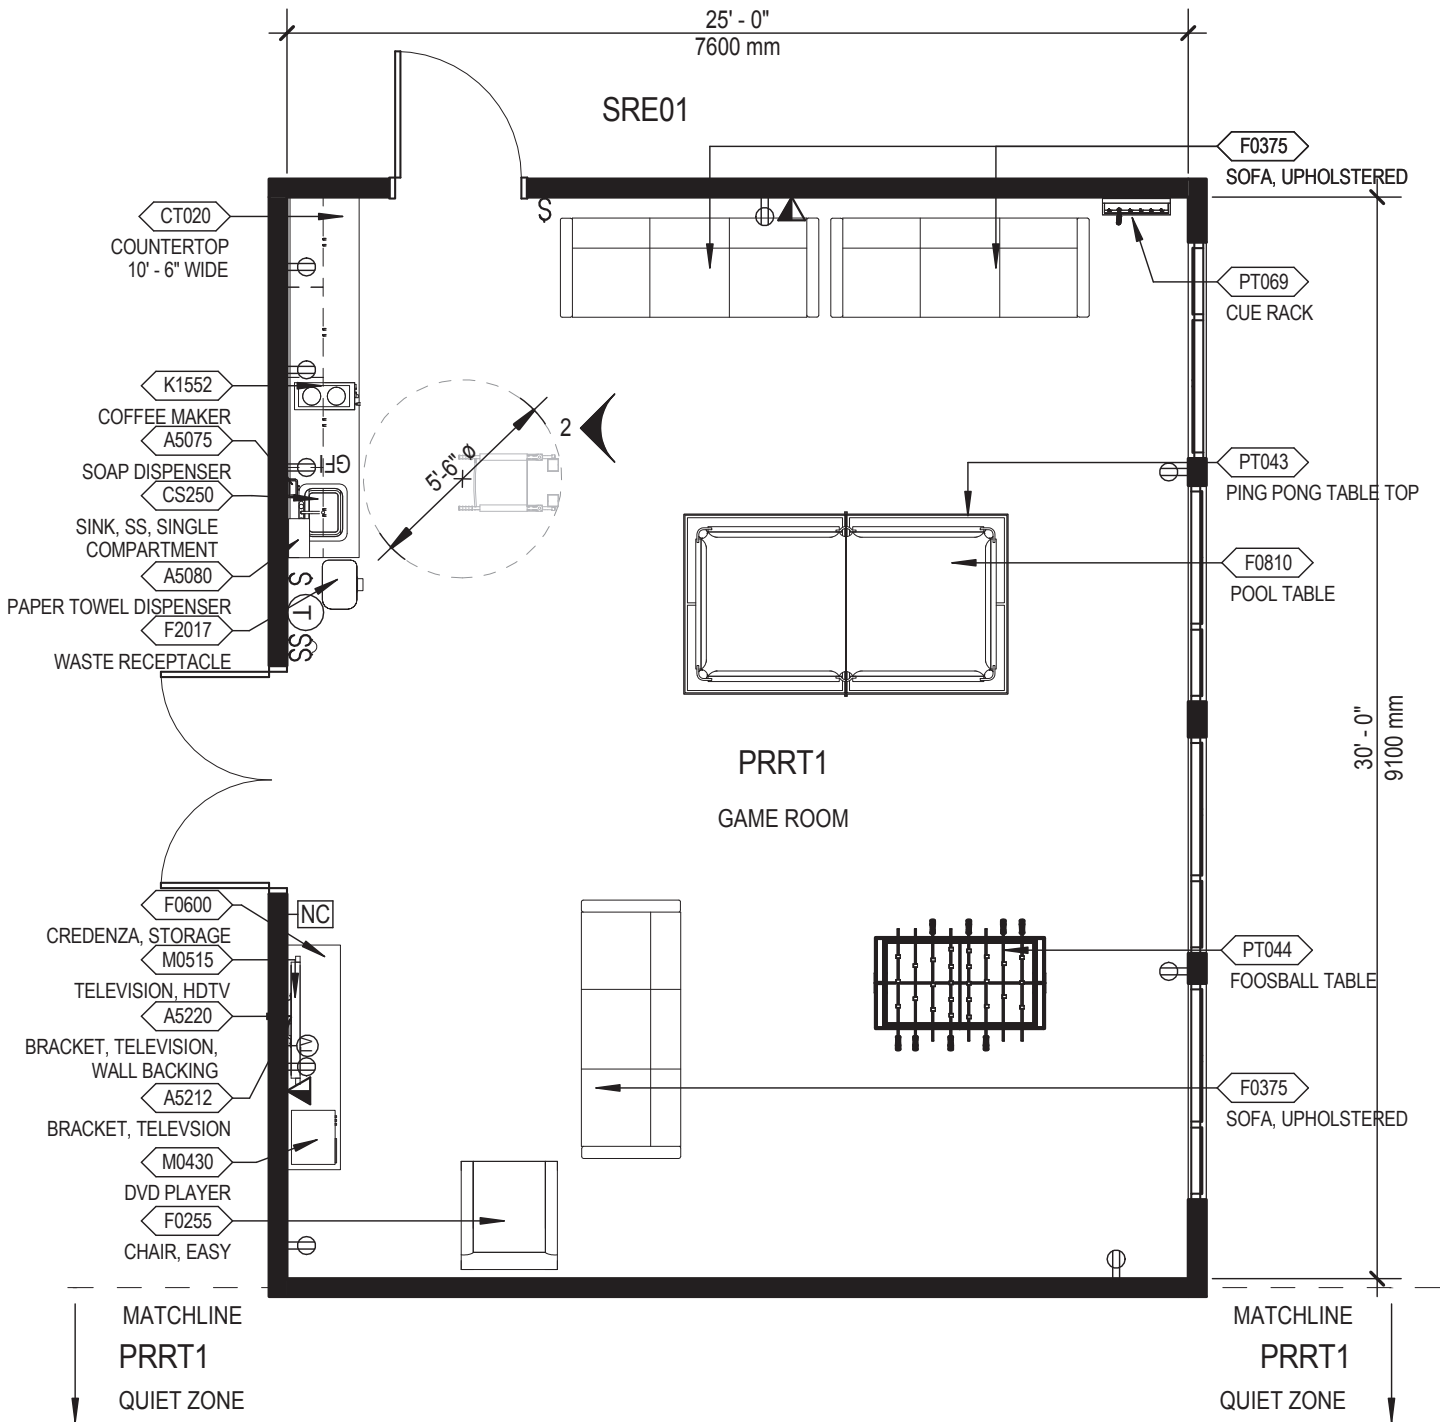 25' - 0"
7600 mm
SRE01
F0375
SOFA, UPHOLSTERED
CT020
COUNTERTOP
10' - 6" WIDE
S
PT069
CUE RACK
K1552
COFFEE MAKER
A5075
SOAP DISPENSER
CS250
SINK, SS, SINGLE
COMPARTMENT
A5080
PAPER TOWEL DISPENSER
F2017
WASTE RECEPTACLE
GFI
5'-6" ø
2
S
T
SS
PT043
PING PONG TABLE TOP
F0810
POOL TABLE
30' - 0"
9100 mm
PRRT1
GAME ROOM
F0600
CREDENZA, STORAGE
M0515
TELEVISION, HDTV
A5220
BRACKET, TELEVISION,
WALL BACKING
A5212
BRACKET, TELEVSION
M0430
DVD PLAYER
F0255
CHAIR, EASY
NC
TV
PT044
FOOSBALL TABLE
F0375
SOFA, UPHOLSTERED
MATCHLINE
PRRT1
QUIET ZONE
MATCHLINE
PRRT1
QUIET ZONE